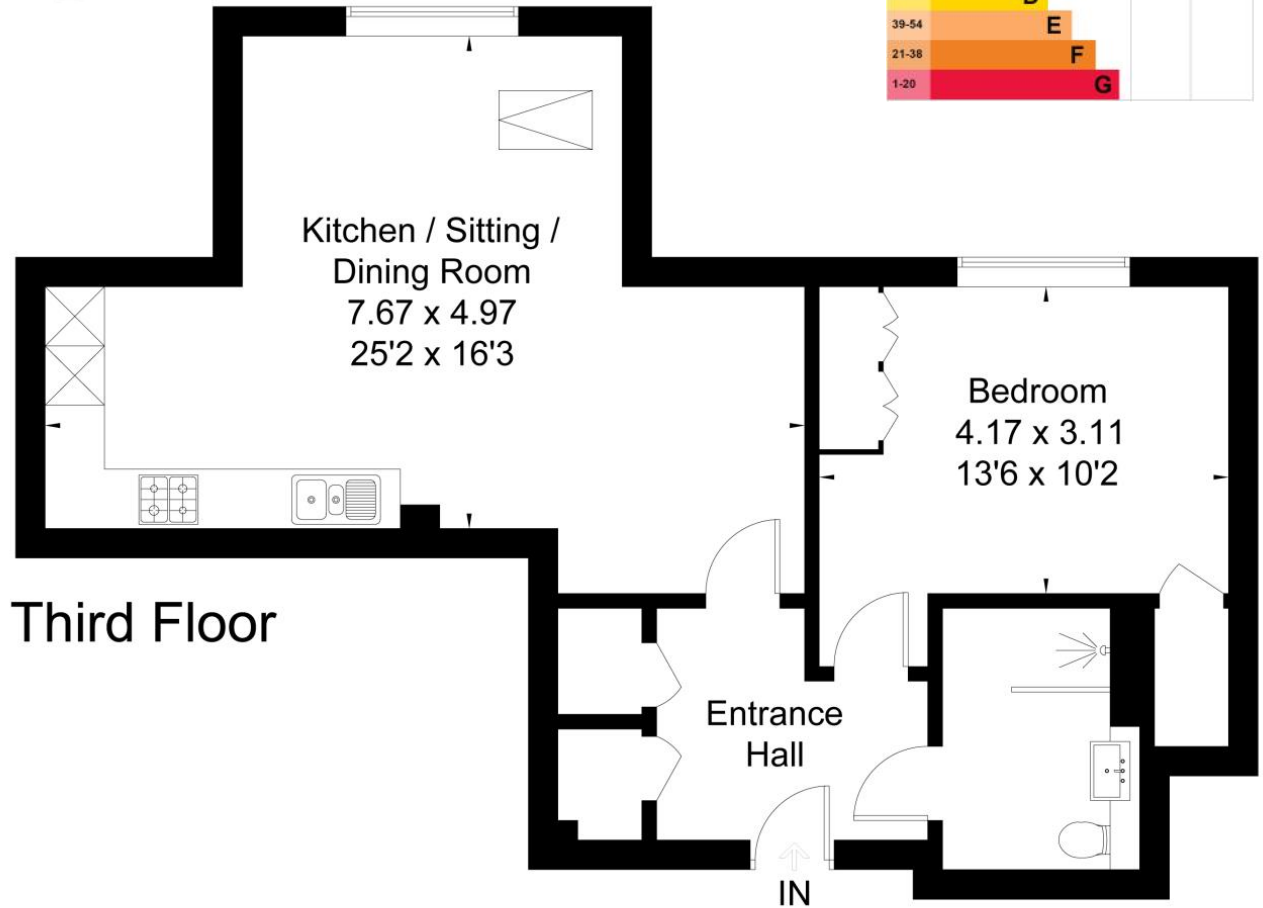 D
39-54 E
21-38 F
1-20 G
Kitchen / Sitting /
Dining Room
7.67 x 4.97
25'2 x 16'3
Bedroom
4.17 x 3.11
13'6 x 10'2
Third Floor
Entrance
Hall
IN